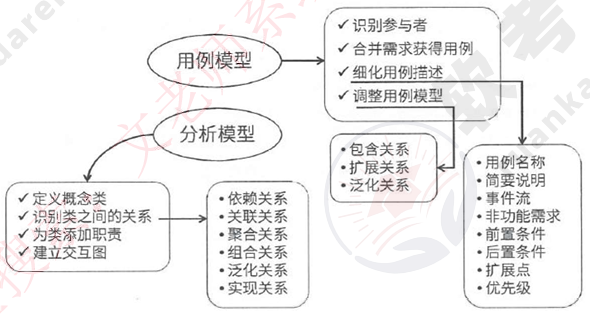 用例模型
✓ 识别参与者
✓ 合并需求获得用例
✓ 细化用例描述
✓ 调整用例模型
分析模型
• 包含关系
• 扩展关系
• 泛化关系
• 用例名称
• 简要说明
• 事件流
• 非功能需求
• 前置条件
• 后置条件
• 扩展点
• 优先级
✓ 定义概念类
✓ 识别类之间的关系
✓ 为类添加职责
✓ 建立交互图
• 依赖关系
• 关联关系
• 聚合关系
• 组合关系
• 泛化关系
• 实现关系
文老师
软考